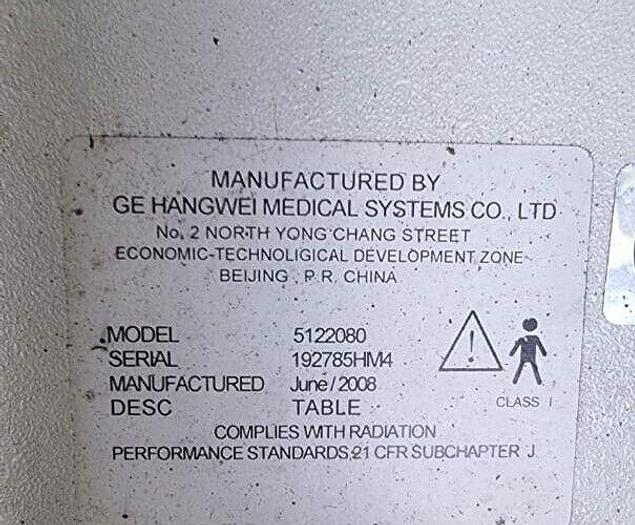 MANUFACTURED BY
GE HANGWEI MEDICAL SYSTEMS CO., LTD
No. 2 NORTH YONG CHANG STREET
ECONOMIC-TECHNOLIGICAL DEVELOPMENT ZONE
BEIJING , P.R. CHINA
MODEL 5122080
SERIAL 192785HM4
MANUFACTURED June/2008
DESC TABLE
CLASS I
COMPLIES WITH RADIATION
PERFORMANCE STANDARDS,21 CFR SUBCHAPTER J